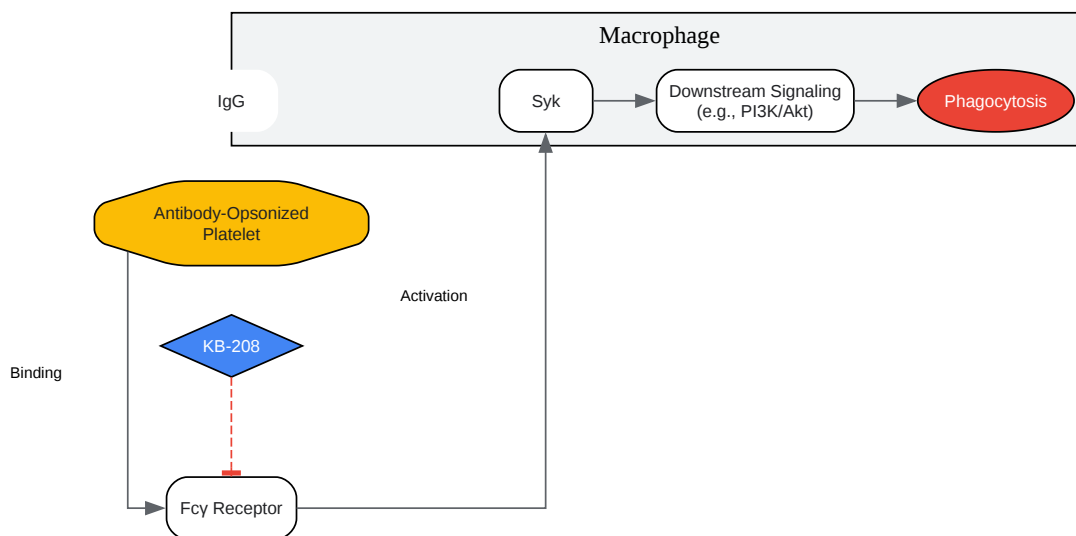 Macrophage
IgG
Syk
Downstream Signaling
(e.g., PI3K/Akt)
Phagocytosis
Antibody-Opsonized
Platelet
Activation
KB-208
Binding
Fcγ Receptor